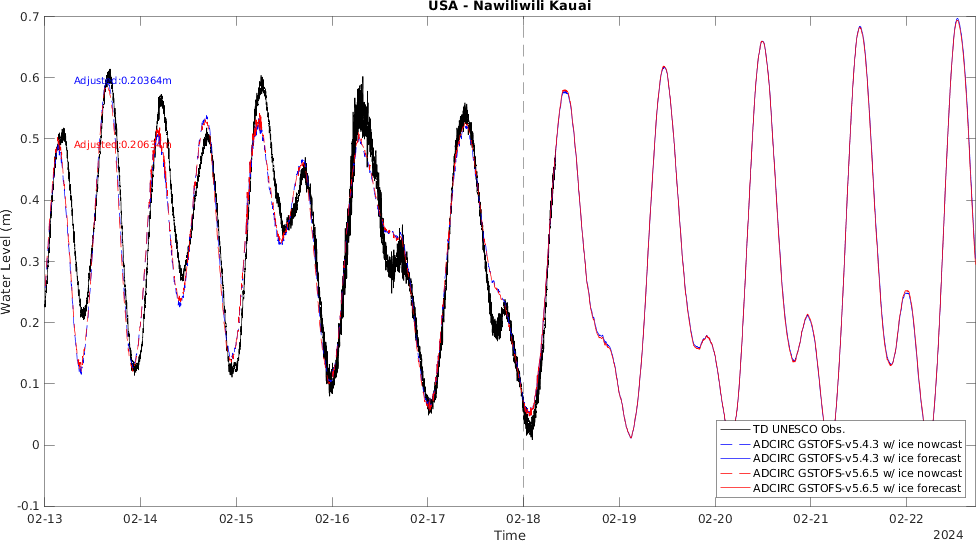 USA - Nawiliwili Kauai
0.7
0.6
0.5
0.4
0.3
0.2
0.1
0
-0.1
Water Level (m)
Adjusted:0.20364m
Adjusted:0.20634m
TD UNESCO Obs.
ADCIRC GSTOFS-v5.4.3 w/ ice nowcast
ADCIRC GSTOFS-v5.4.3 w/ ice forecast
ADCIRC GSTOFS-v5.6.5 w/ ice nowcast
ADCIRC GSTOFS-v5.6.5 w/ ice forecast
02-13 02-14 02-15 02-16 02-17 02-18 02-19 02-20 02-21 02-22
Time
2024